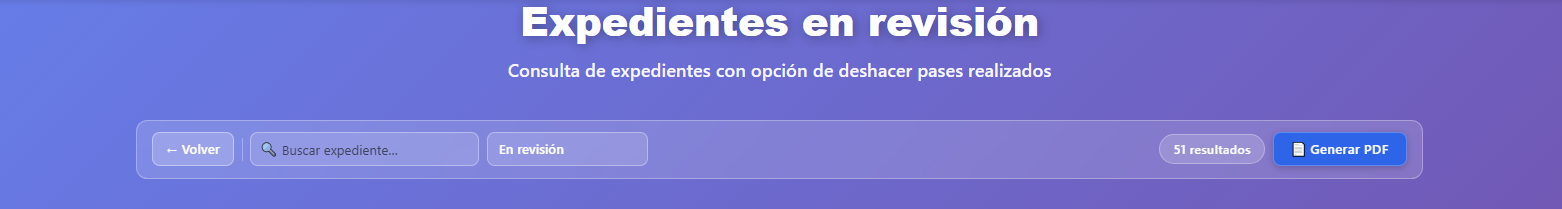 Expedientes en revisión
Consulta de expedientes con opción de deshacer pases realizados
← Volver
🔍 Buscar expediente...
En revisión
51 resultados
📄 Generar PDF